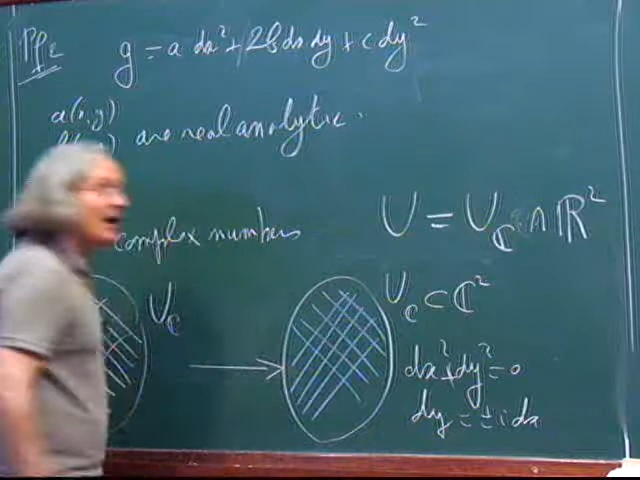 Pf:
g = a dx² + 2b dx dy + c dy²
a(x,y)
b(x,y) are real analytic.
complex numbers
U = U_ℂ ∩ ℝ²
U_ℂ
U_ℂ ⊂ ℂ²
dx² + dy² = 0
dy = ± i dx